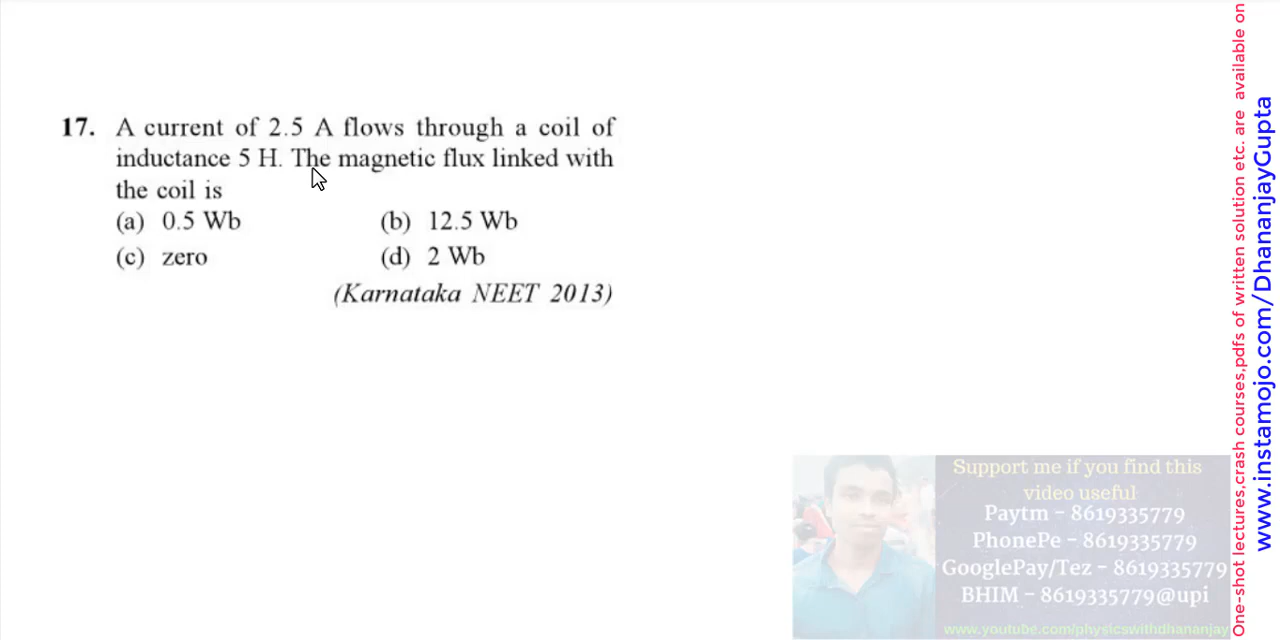 17. A current of 2.5 A flows through a coil of
inductance 5 H. The magnetic flux linked with
the coil is
(a) 0.5 Wb (b) 12.5 Wb
(c) zero (d) 2 Wb
(Karnataka NEET 2013)
Support me if you find this
video useful
Paytm - 8619335779
PhonePe - 8619335779
GooglePay/Tez - 8619335779
BHIM - 8619335779@upi
www.youtube.com/physicswithdhananjay
One-shot lectures,crash courses,pdfs of written solution etc. are available on
www.instamojo.com/DhananjayGupta